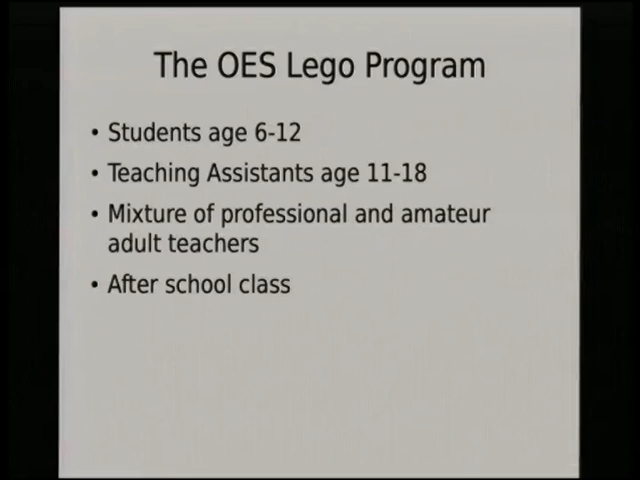 The OES Lego Program
• Students age 6-12
• Teaching Assistants age 11-18
• Mixture of professional and amateur
adult teachers
• After school class